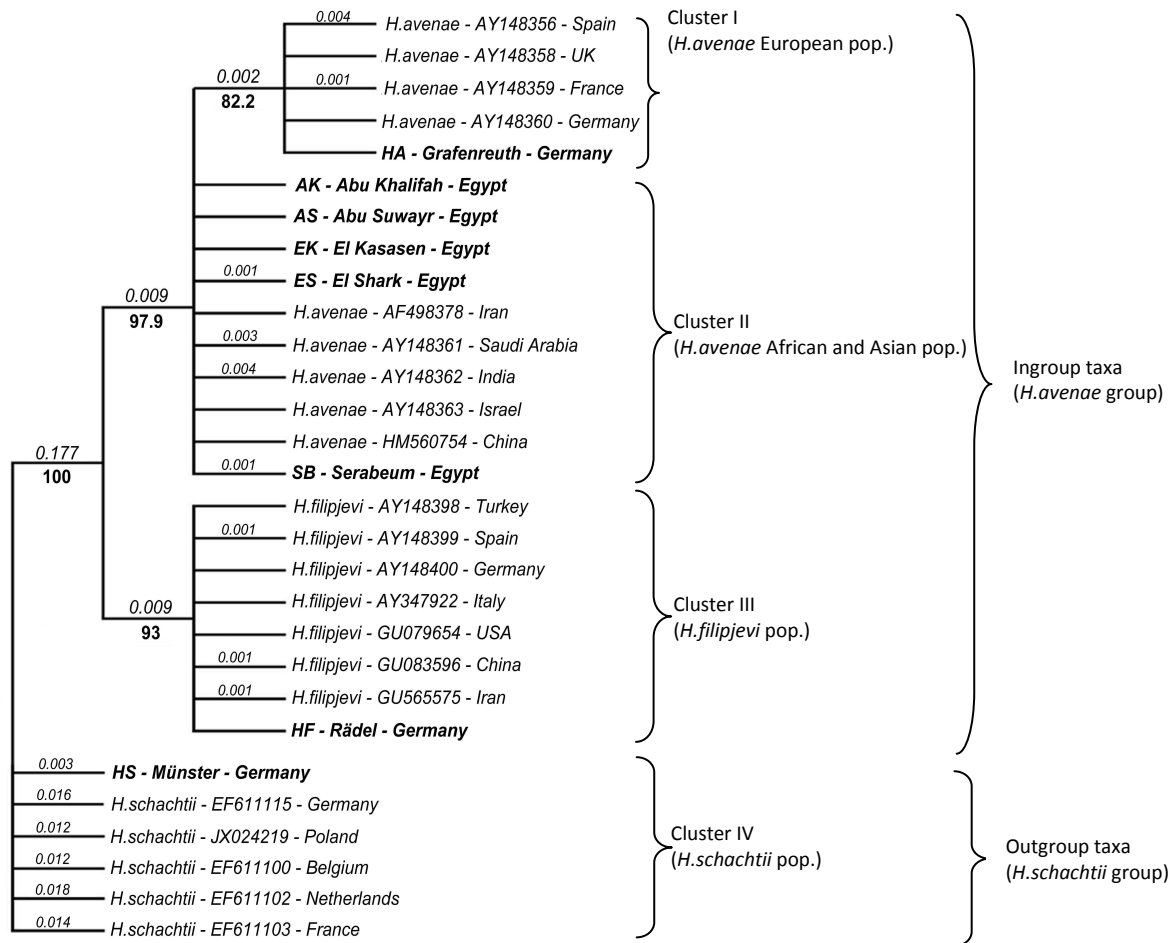 0.004
H.avenae - AY148356 - Spain
Cluster I
(H.avenae European pop.)
H.avenae - AY148358 - UK
0.002
82.2
0.001
H.avenae - AY148359 - France
H.avenae - AY148360 - Germany
HA - Grafenreuth - Germany
AK - Abu Khalifah - Egypt
AS - Abu Suwayr - Egypt
EK - El Kasasen - Egypt
0.001
ES - El Shark - Egypt
0.009
97.9
H.avenae - AF498378 - Iran
Cluster II
(H.avenae African and Asian pop.)
0.003
H.avenae - AY148361 - Saudi Arabia
0.004
H.avenae - AY148362 - India
Ingroup taxa
(H.avenae group)
H.avenae - AY148363 - Israel
H.avenae - HM560754 - China
0.177
100
0.001
SB - Serabeum - Egypt
H.filipjevi - AY148398 - Turkey
0.001
H.filipjevi - AY148399 - Spain
H.filipjevi - AY148400 - Germany
0.009
93
H.filipjevi - AY347922 - Italy
Cluster III
(H.filipjevi pop.)
H.filipjevi - GU079654 - USA
0.001
H.filipjevi - GU083596 - China
0.001
H.filipjevi - GU565575 - Iran
HF - Rädel - Germany
0.003
HS - Münster - Germany
0.016
H.schachtii - EF611115 - Germany
0.012
H.schachtii - JX024219 - Poland
Cluster IV
(H.schachtii pop.)
Outgroup taxa
(H.schachtii group)
0.012
H.schachtii - EF611100 - Belgium
0.018
H.schachtii - EF611102 - Netherlands
0.014
H.schachtii - EF611103 - France